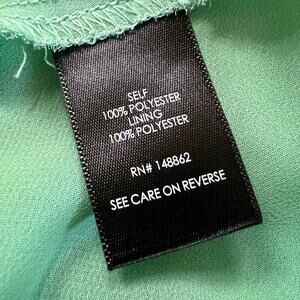 SELF
100% POLYESTER
LINING
100% POLYESTER
RN# 148862
SEE CARE ON REVERSE